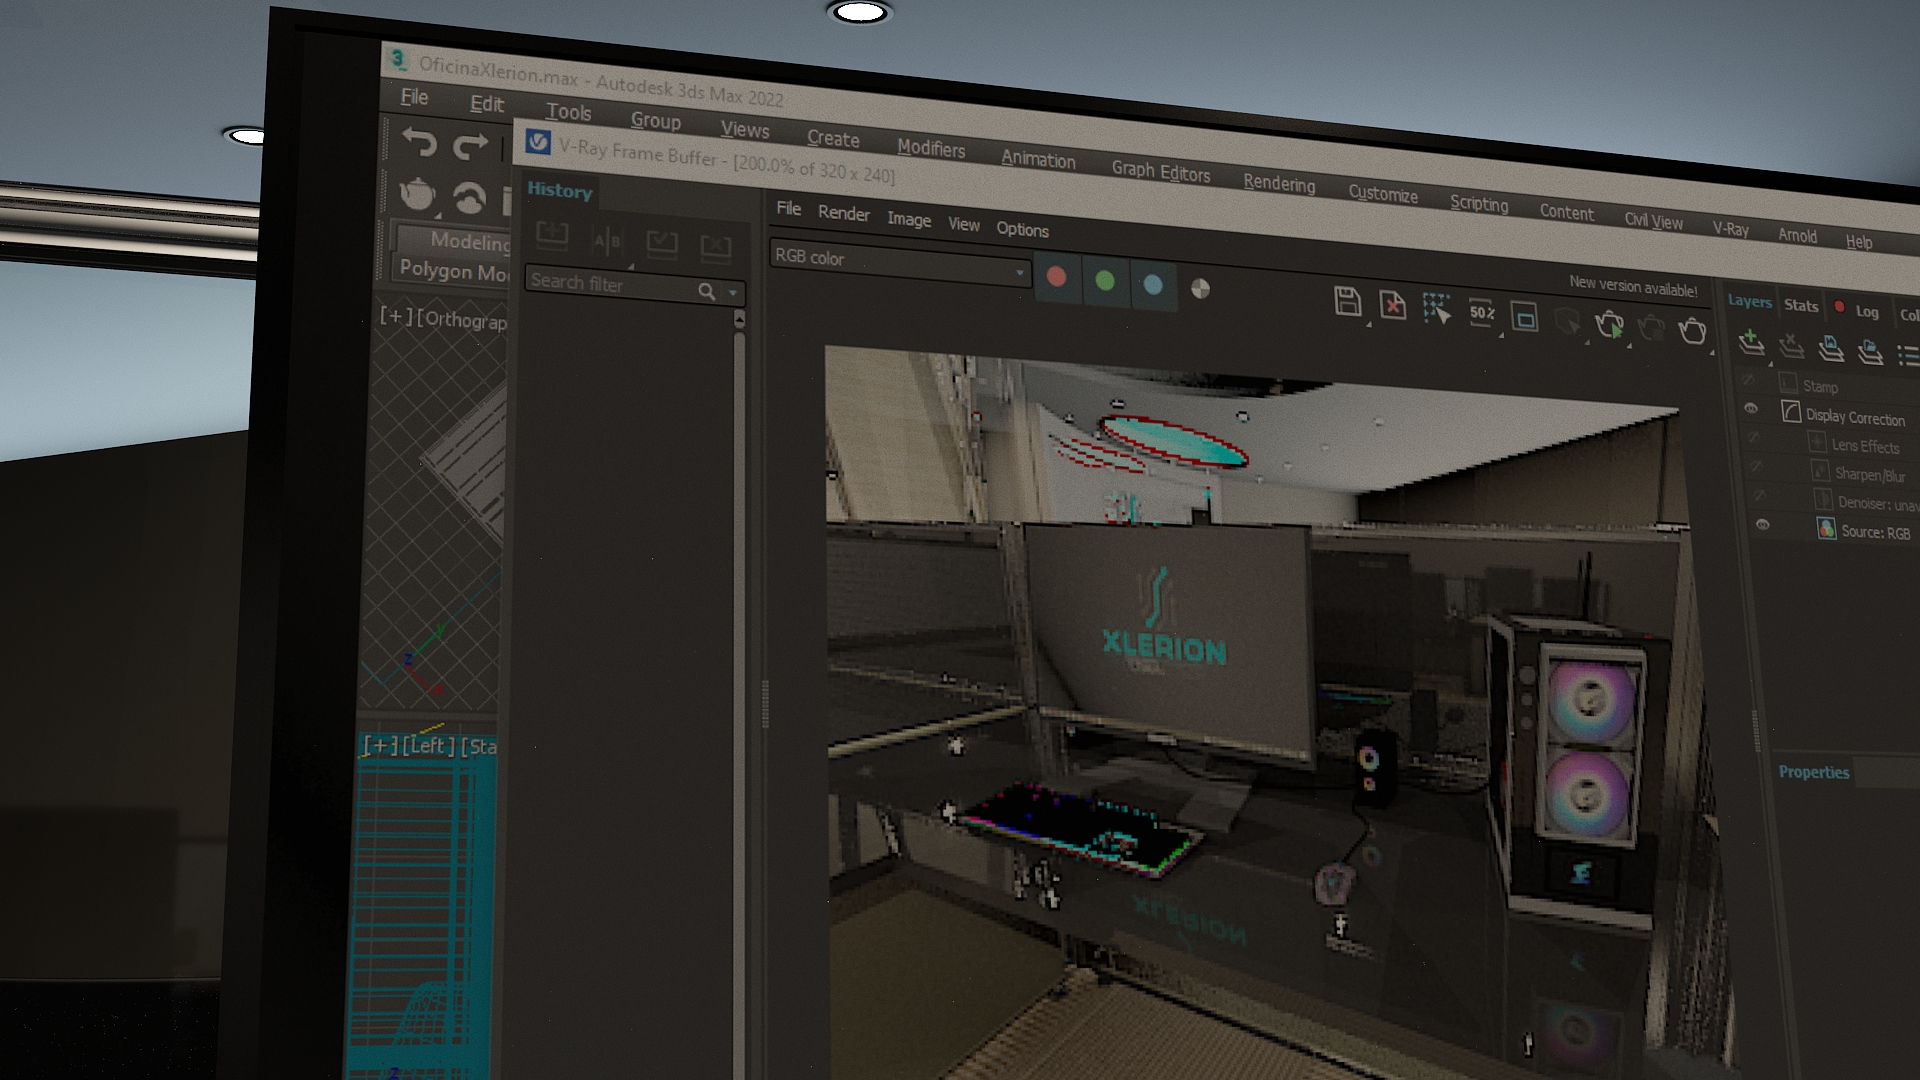 OficinaXlerion.max - Autodesk 3ds Max 2022
File Edit Tools Group Views Create Modifiers Animation Graph Editors Rendering Customize Scripting Content Civil View V-Ray Arnold Help
V-Ray Frame Buffer - [200.0% of 320 x 240]
History
File Render Image View Options
Modeling
Polygon Mo
Search filter
RGB color
New version available!
50%
Layers Stats Log Col
[+][Orthograp
Stamp
Display Correction
Lens Effects
Sharpen/Blur
Denoiser: unav
Source: RGB
XLERION
y
z
x
[+][Left][Sta
Properties
XLERION
z